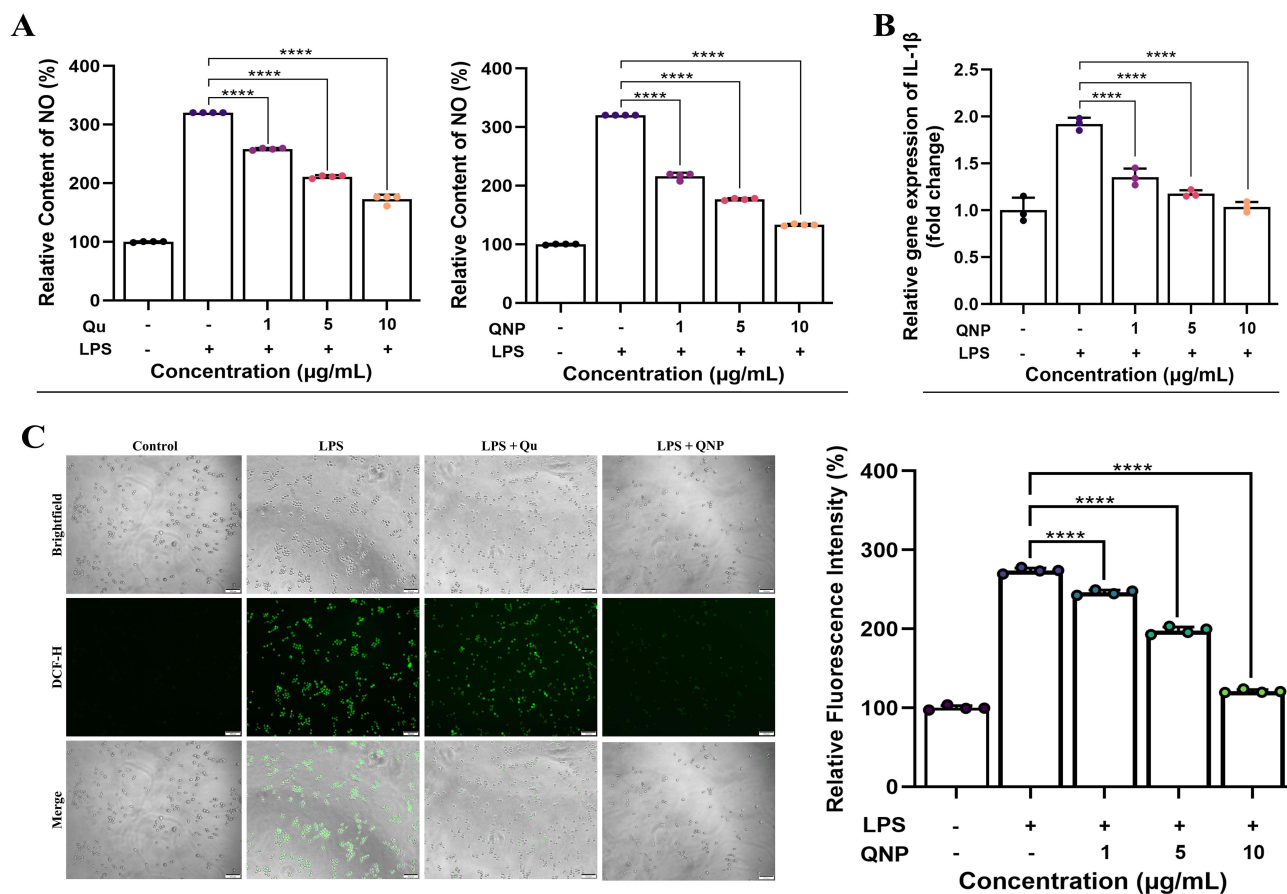 A
Relative Content of NO (%)
400
300
200
100
0
****
****
****
Qu - - 1 5 10
LPS - + + + +
Concentration (µg/mL)
Relative Content of NO (%)
400
300
200
100
0
****
****
****
QNP - - 1 5 10
LPS - + + + +
Concentration (µg/mL)
B
Relative gene expression of IL-1β
(fold change)
2.5
2.0
1.5
1.0
0.5
0.0
****
****
****
QNP - - 1 5 10
LPS - + + + +
Concentration (µg/mL)
C
Control LPS LPS + Qu LPS + QNP
Brightfield
DCF-H
Merge
Relative Fluorescence Intensity (%)
400
300
200
100
0
****
****
****
LPS - + + + +
QNP - - 1 5 10
Concentration (µg/mL)